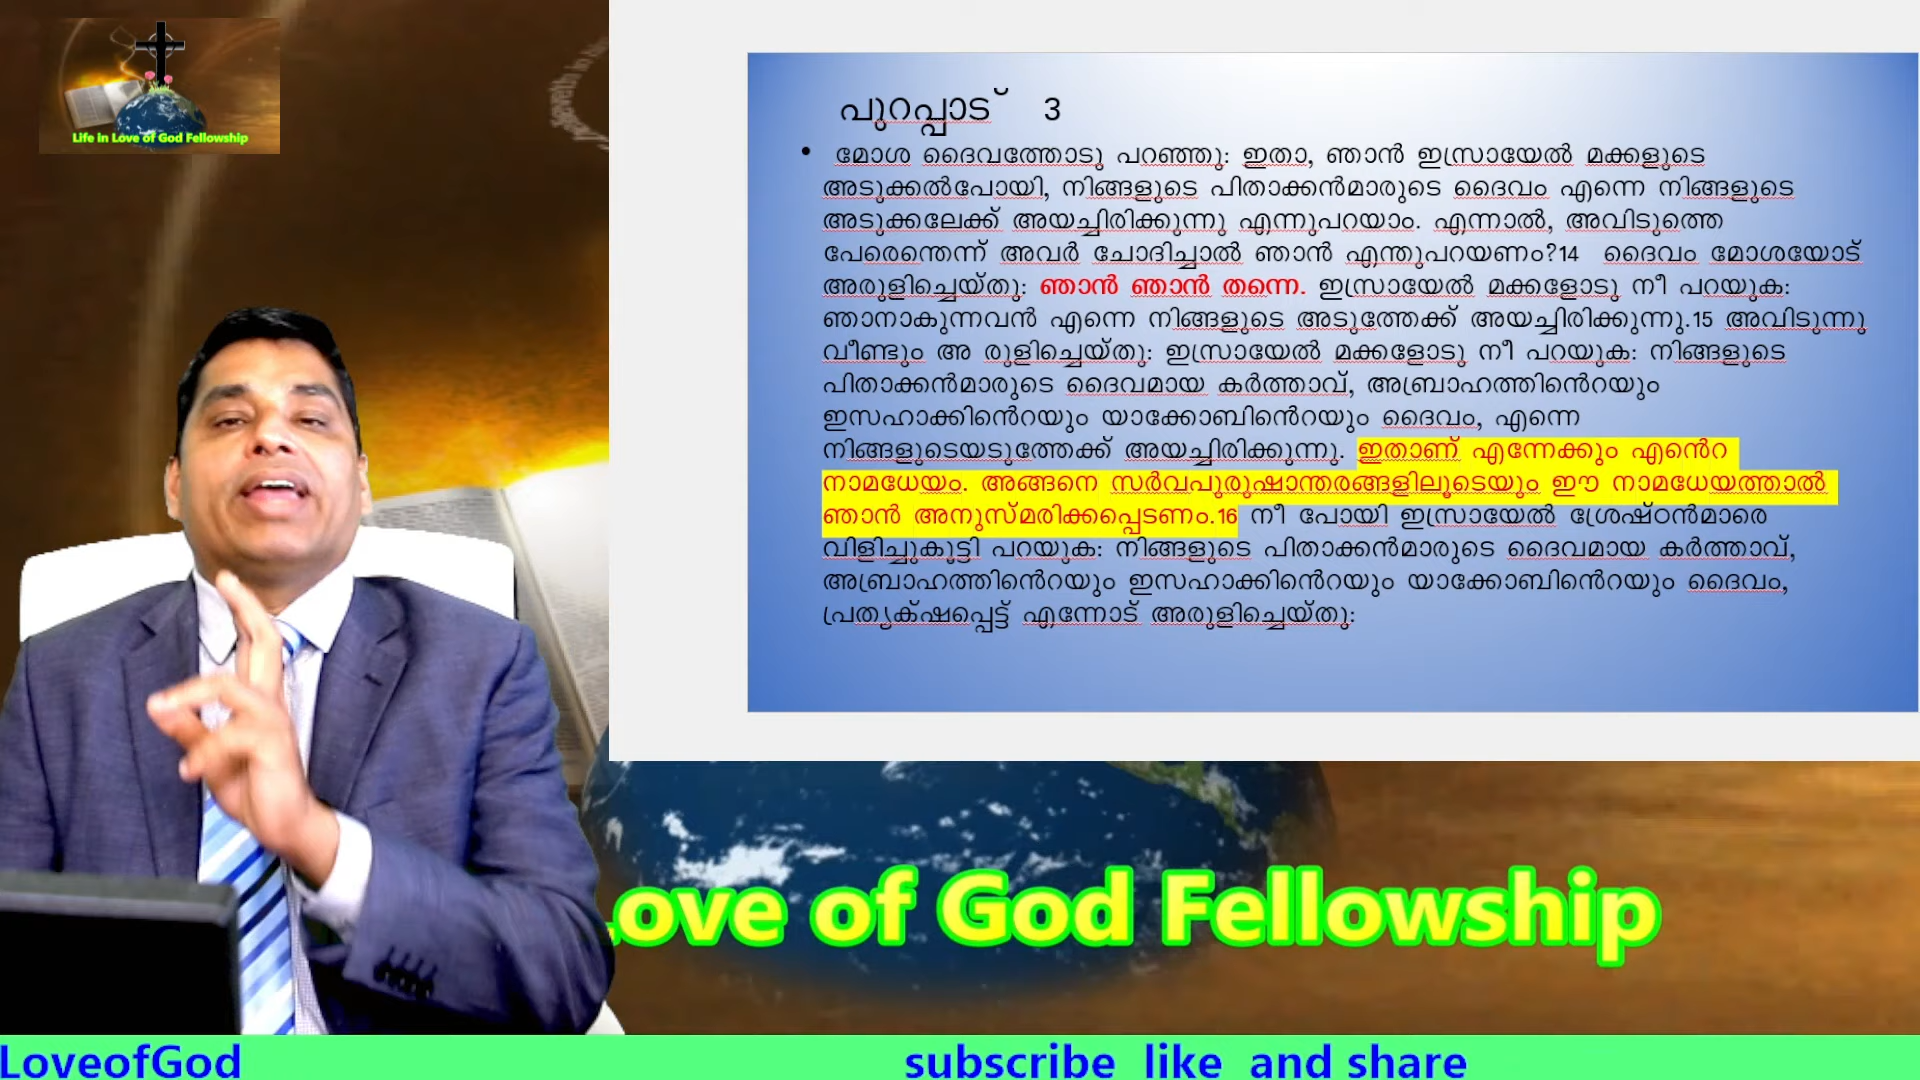 Life in Love of God Fellowship
പുറപ്പാട് 3
• മോശ ദൈവത്തോടു പറഞ്ഞു: ഇതാ, ഞാൻ ഇസ്രായേൽ മക്കളുടെ
അടുക്കൽപോയി, നിങ്ങളുടെ പിതാക്കൻമാരുടെ ദൈവം എന്നെ നിങ്ങളുടെ
അടുക്കലേക്ക് അയച്ചിരിക്കുന്നു എന്നുപറയാം. എന്നാൽ, അവിടുത്തെ
പേരെന്തെന്ന് അവർ ചോദിച്ചാൽ ഞാൻ എന്തുപറയണം?14 ദൈവം മോശയോട്
അരുളിച്ചെയ്തു: ഞാൻ ഞാൻ തന്നെ. ഇസ്രായേൽ മക്കളോടു നീ പറയുക:
ഞാനാകുന്നവൻ എന്നെ നിങ്ങളുടെ അടുത്തേക്ക് അയച്ചിരിക്കുന്നു.15 അവിടുന്നു
വീണ്ടും അ രുളിച്ചെയ്തു: ഇസ്രായേൽ മക്കളോടു നീ പറയുക: നിങ്ങളുടെ
പിതാക്കൻമാരുടെ ദൈവമായ കർത്താവ്, അബ്രാഹത്തിൻെറയും
ഇസഹാക്കിൻെറയും യാക്കോബിൻെറയും ദൈവം, എന്നെ
നിങ്ങളുടെയടുത്തേക്ക് അയച്ചിരിക്കുന്നു. ഇതാണ് എന്നേക്കും എൻെറ
നാമധേയം. അങ്ങനെ സർവപുരുഷാന്തരങ്ങളിലൂടെയും ഈ നാമധേയത്താൽ
ഞാൻ അനുസ്മരിക്കപ്പെടണം.16 നീ പോയി ഇസ്രായേൽ ശ്രേഷ്ഠൻമാരെ
വിളിച്ചുകൂട്ടി പറയുക: നിങ്ങളുടെ പിതാക്കൻമാരുടെ ദൈവമായ കർത്താവ്,
അബ്രാഹത്തിൻെറയും ഇസഹാക്കിൻെറയും യാക്കോബിൻെറയും ദൈവം,
പ്രത്യക്ഷപ്പെട്ട് എന്നോട് അരുളിച്ചെയ്തു:
Love of God Fellowship
LoveofGod subscribe like and share